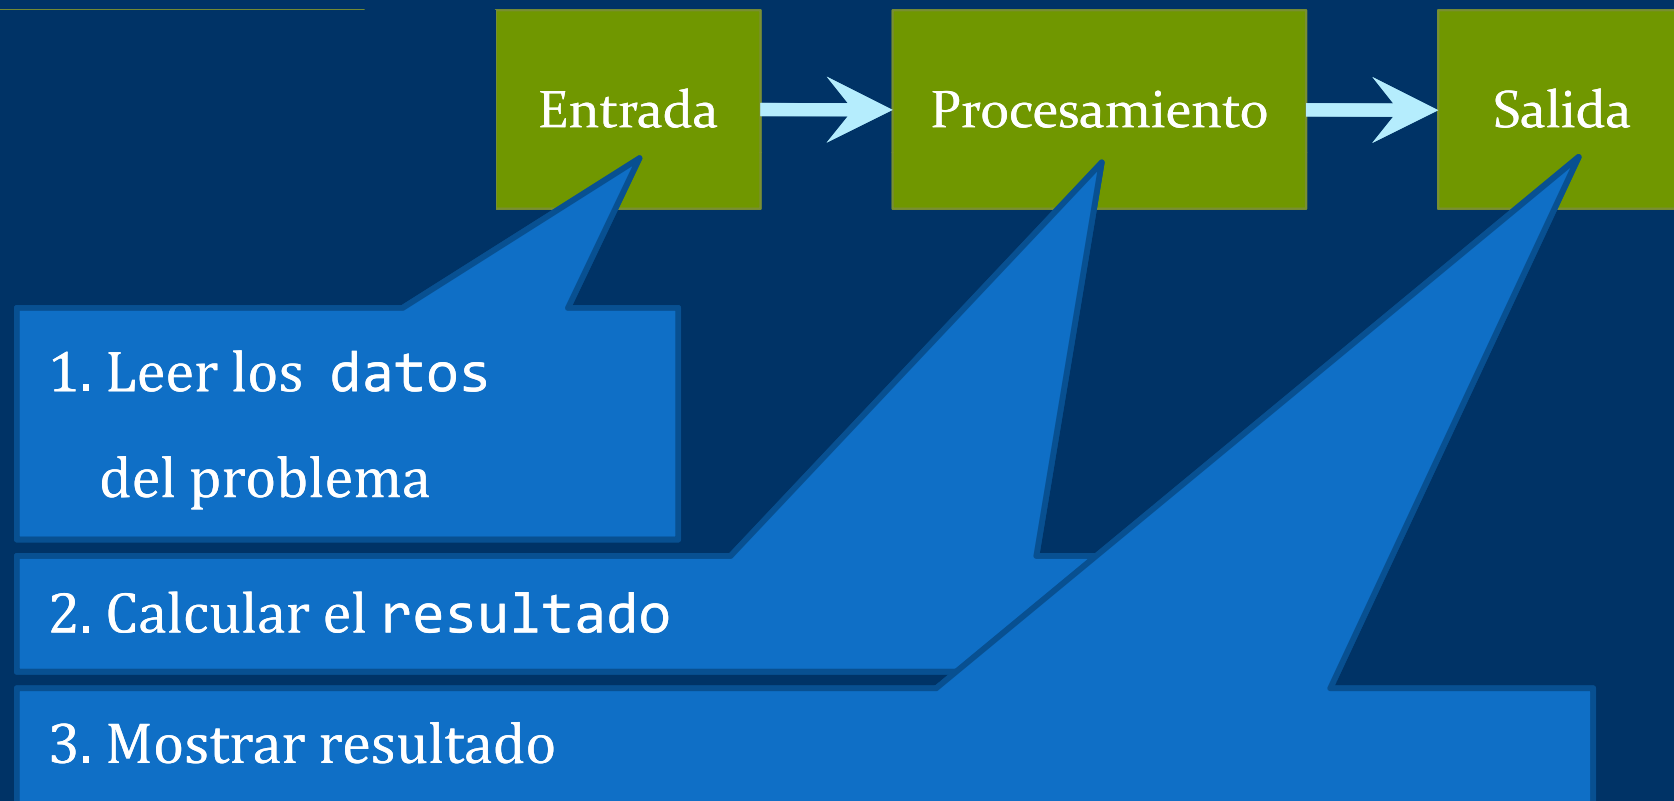 Entrada
Procesamiento
Salida
1. Leer los datos
del problema
2. Calcular el resultado
3. Mostrar resultado